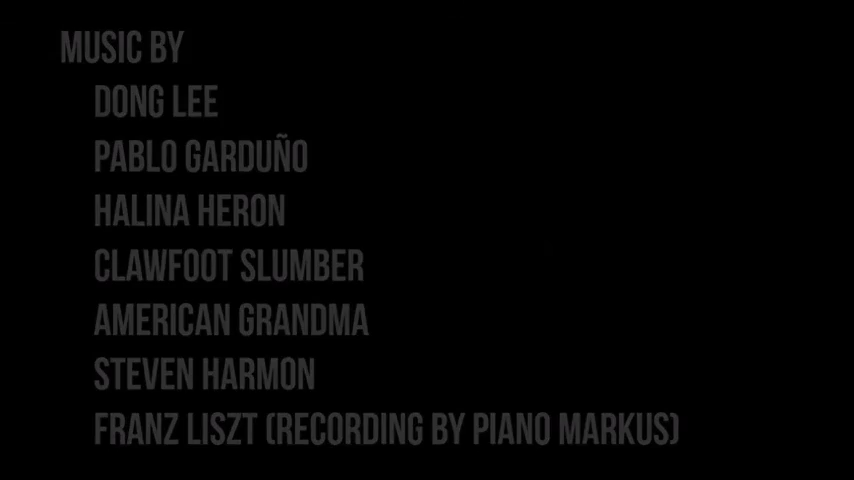 MUSIC BY
DONG LEE
PABLO GARDUÑO
HALINA HERON
CLAWFOOT SLUMBER
AMERICAN GRANDMA
STEVEN HARMON
FRANZ LISZT (RECORDING BY PIANO MARKUS)